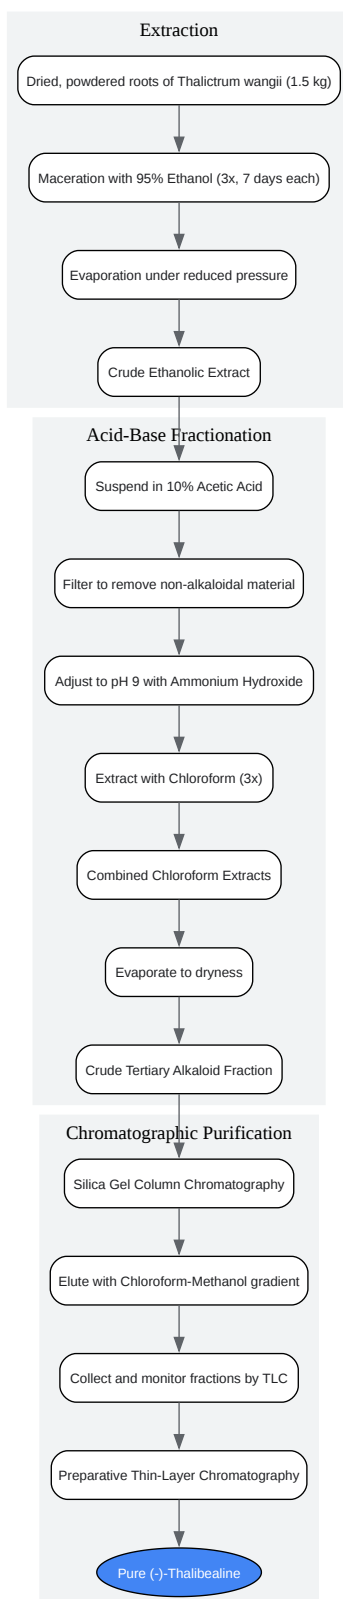 Extraction
Dried, powdered roots of Thalictrum wangii (1.5 kg)
Maceration with 95% Ethanol (3x, 7 days each)
Evaporation under reduced pressure
Crude Ethanolic Extract
Acid-Base Fractionation
Suspend in 10% Acetic Acid
Filter to remove non-alkaloidal material
Adjust to pH 9 with Ammonium Hydroxide
Extract with Chloroform (3x)
Combined Chloroform Extracts
Evaporate to dryness
Crude Tertiary Alkaloid Fraction
Chromatographic Purification
Silica Gel Column Chromatography
Elute with Chloroform-Methanol gradient
Collect and monitor fractions by TLC
Preparative Thin-Layer Chromatography
Pure (-)-Thalibealine